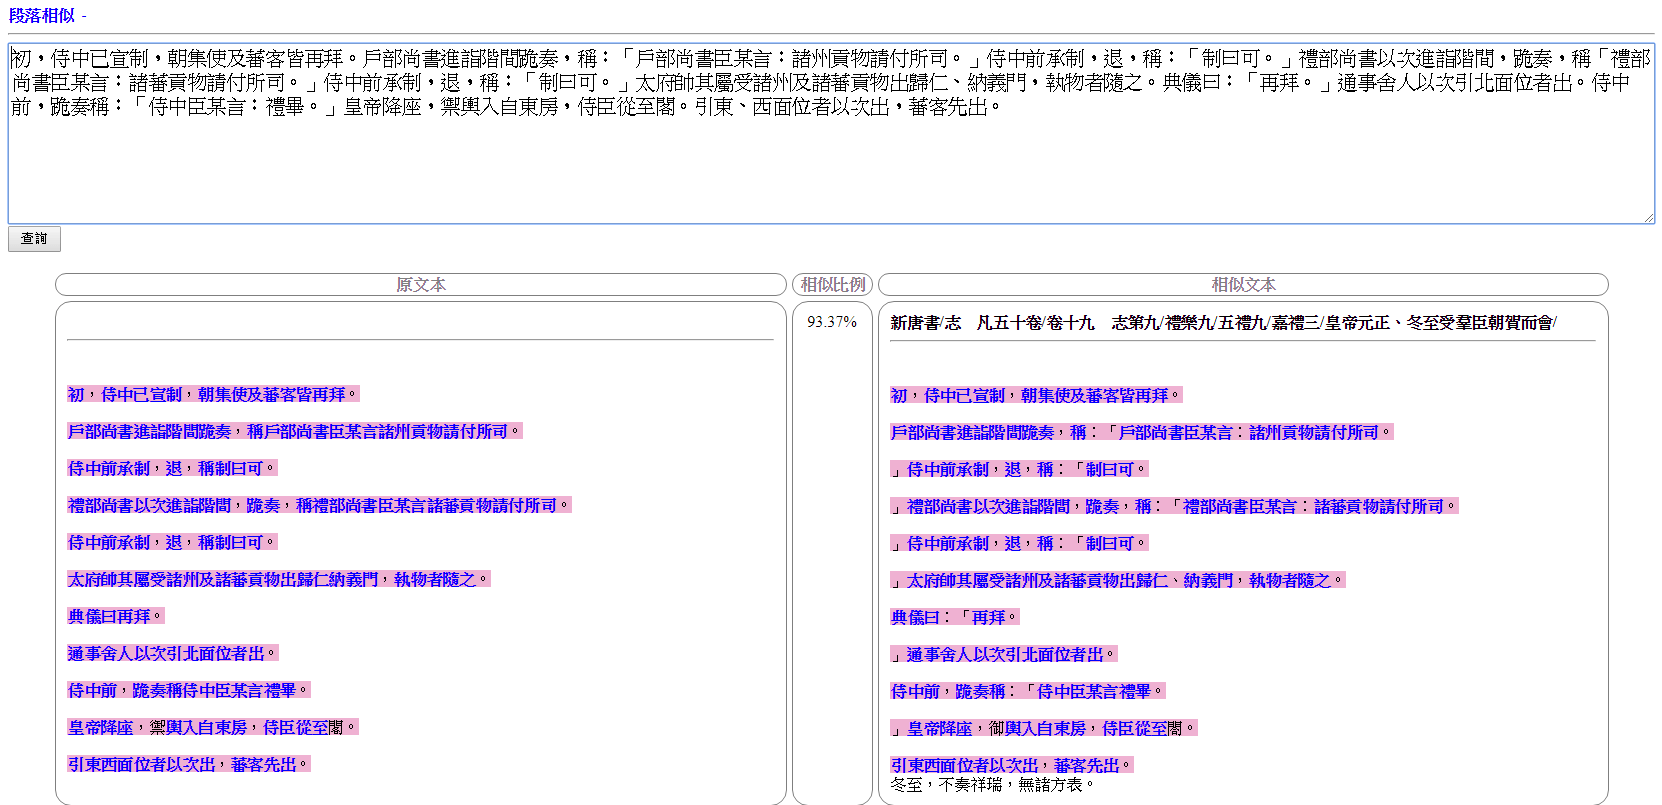 段落相似 -
初，侍中已宣制，朝集使及蕃客皆再拜。戶部尚書進詣階間跪奏，稱：「戶部尚書臣某言：諸州貢物請付所司。」侍中前承制，退，稱：「制曰可。」禮部尚書以次進詣階間，跪奏，稱「禮部
尚書臣某言：諸蕃貢物請付所司。」侍中前承制，退，稱：「制曰可。」太府帥其屬受諸州及諸蕃貢物出歸仁、納義門，執物者隨之。典儀曰：「再拜。」通事舍人以次引北面位者出。侍中
前，跪奏稱：「侍中臣某言：禮畢。」皇帝降座，禦輿入自東房，侍臣從至閣。引東、西面位者以次出，蕃客先出。
查詢
原文本
相似比例
相似文本
93.37%
新唐書/志　凡五十卷/卷十九　志第九/禮樂九/五禮九/嘉禮三/皇帝元正、冬至受羣臣朝賀而會/
初，侍中已宣制，朝集使及蕃客皆再拜。
戶部尚書進詣階間跪奏，稱戶部尚書臣某言諸州貢物請付所司。
侍中前承制，退，稱制曰可。
禮部尚書以次進詣階間，跪奏，稱禮部尚書臣某言諸蕃貢物請付所司。
侍中前承制，退，稱制曰可。
太府帥其屬受諸州及諸蕃貢物出歸仁納義門，執物者隨之。
典儀曰再拜。
通事舍人以次引北面位者出。
侍中前，跪奏稱侍中臣某言禮畢。
皇帝降座，禦輿入自東房，侍臣從至閣。
引東西面位者以次出，蕃客先出。
初，侍中已宣制，朝集使及蕃客皆再拜。
戶部尚書進詣階間跪奏，稱：「戶部尚書臣某言：諸州貢物請付所司。
」侍中前承制，退，稱：「制曰可。
」禮部尚書以次進詣階間，跪奏，稱：「禮部尚書臣某言：諸蕃貢物請付所司。
」侍中前承制，退，稱：「制曰可。
」太府帥其屬受諸州及諸蕃貢物出歸仁、納義門，執物者隨之。
典儀曰：「再拜。
」通事舍人以次引北面位者出。
侍中前，跪奏稱：「侍中臣某言禮畢。
」皇帝降座，御輿入自東房，侍臣從至閤。
引東西面位者以次出，蕃客先出。
冬至，不奏祥瑞，無諸方表。